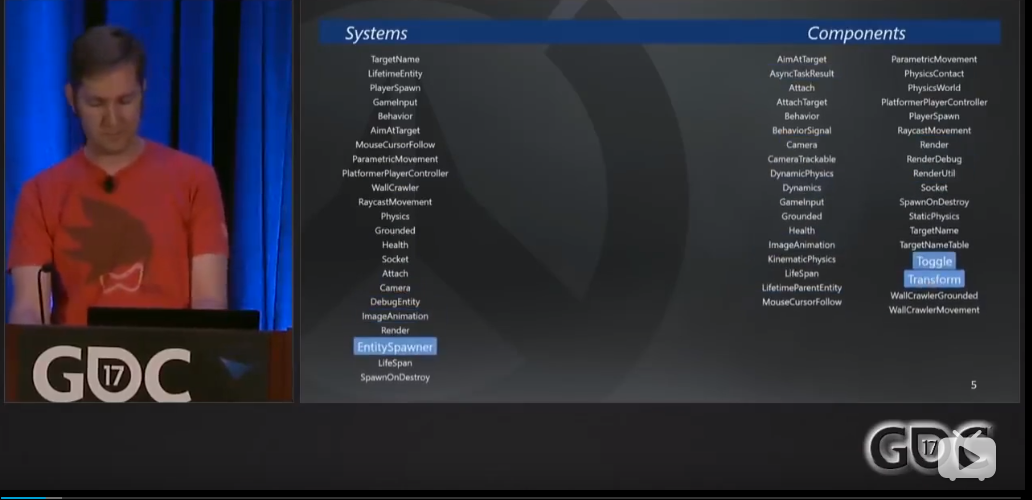 Systems
TargetName
LifetimeEntity
PlayerSpawn
GameInput
Behavior
AimAtTarget
MouseCursorFollow
ParametricMovement
PlatformerPlayerController
WallCrawler
RaycastMovement
Physics
Grounded
Health
Socket
Attach
Camera
DebugEntity
ImageAnimation
Render
EntitySpawner
LifeSpan
SpawnOnDestroy
Components
AimAtTarget
AsyncTaskResult
Attach
AttachTarget
Behavior
BehaviorSignal
Camera
CameraTrackable
DynamicPhysics
Dynamics
GameInput
Grounded
Health
ImageAnimation
KinematicPhysics
LifeSpan
LifetimeParentEntity
MouseCursorFollow
ParametricMovement
PhysicsContact
PhysicsWorld
PlatformerPlayerController
PlayerSpawn
RaycastMovement
Render
RenderDebug
RenderUtil
Socket
SpawnOnDestroy
StaticPhysics
TargetName
TargetNameTable
Toggle
Transform
WallCrawlerGrounded
WallCrawlerMovement
5
GDC
17
GDC
17